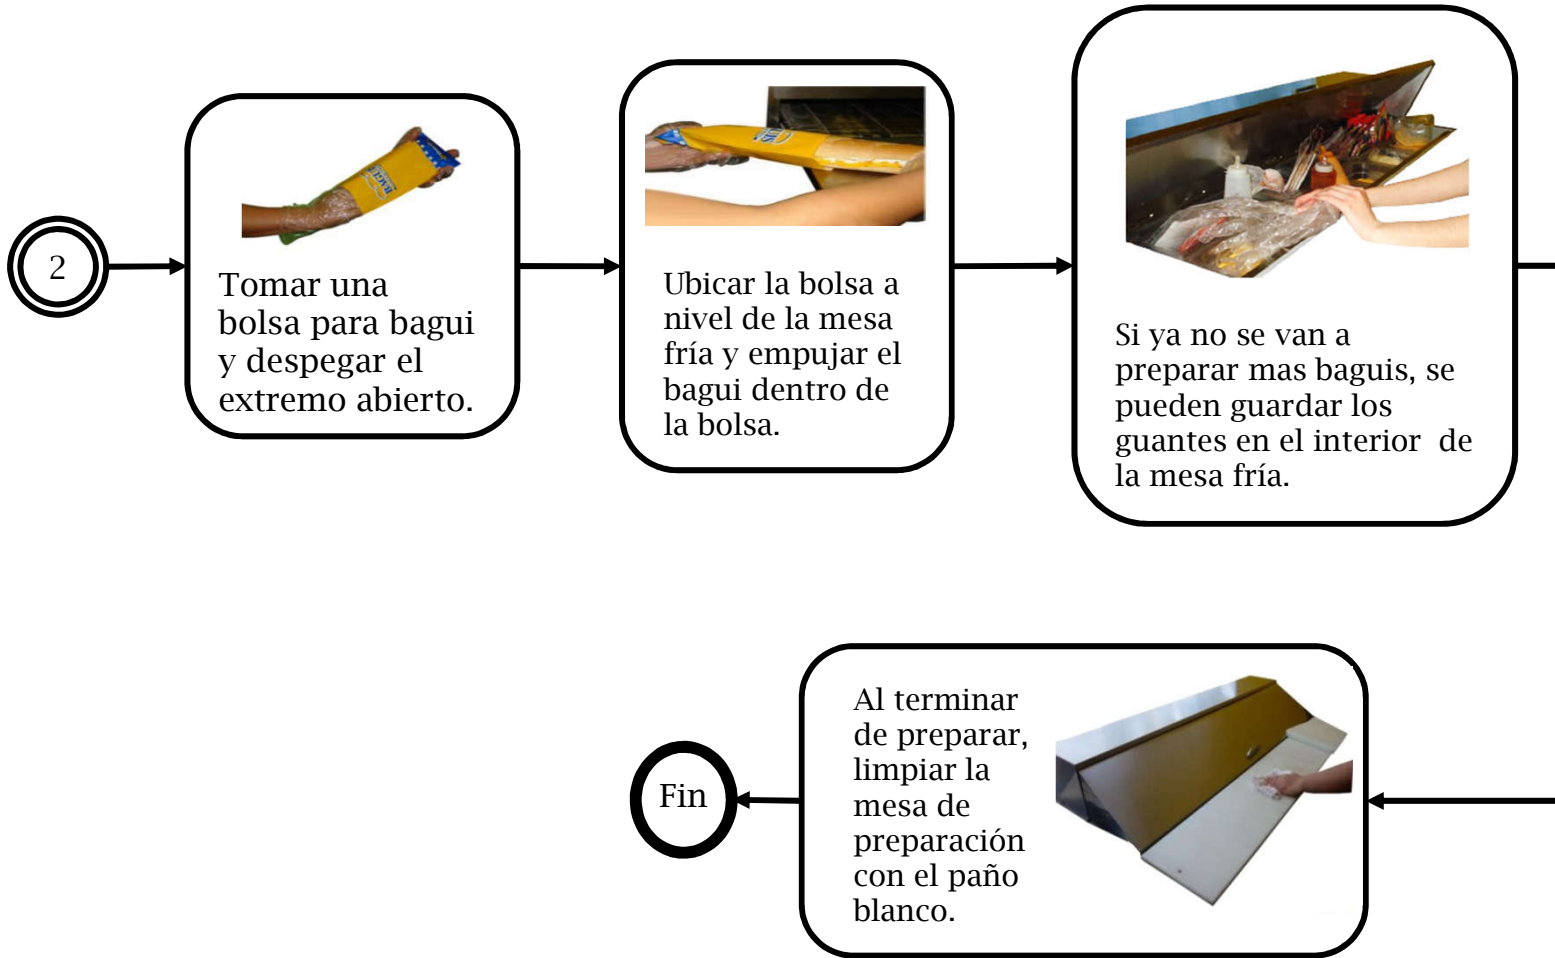 2
Tomar una
bolsa para bagui
y despegar el
extremo abierto.
Ubicar la bolsa a
nivel de la mesa
fría y empujar el
bagui dentro de
la bolsa.
Si ya no se van a
preparar mas baguis, se
pueden guardar los
guantes en el interior de
la mesa fría.
Al terminar
de preparar,
limpiar la
mesa de
preparación
con el paño
blanco.
Fin